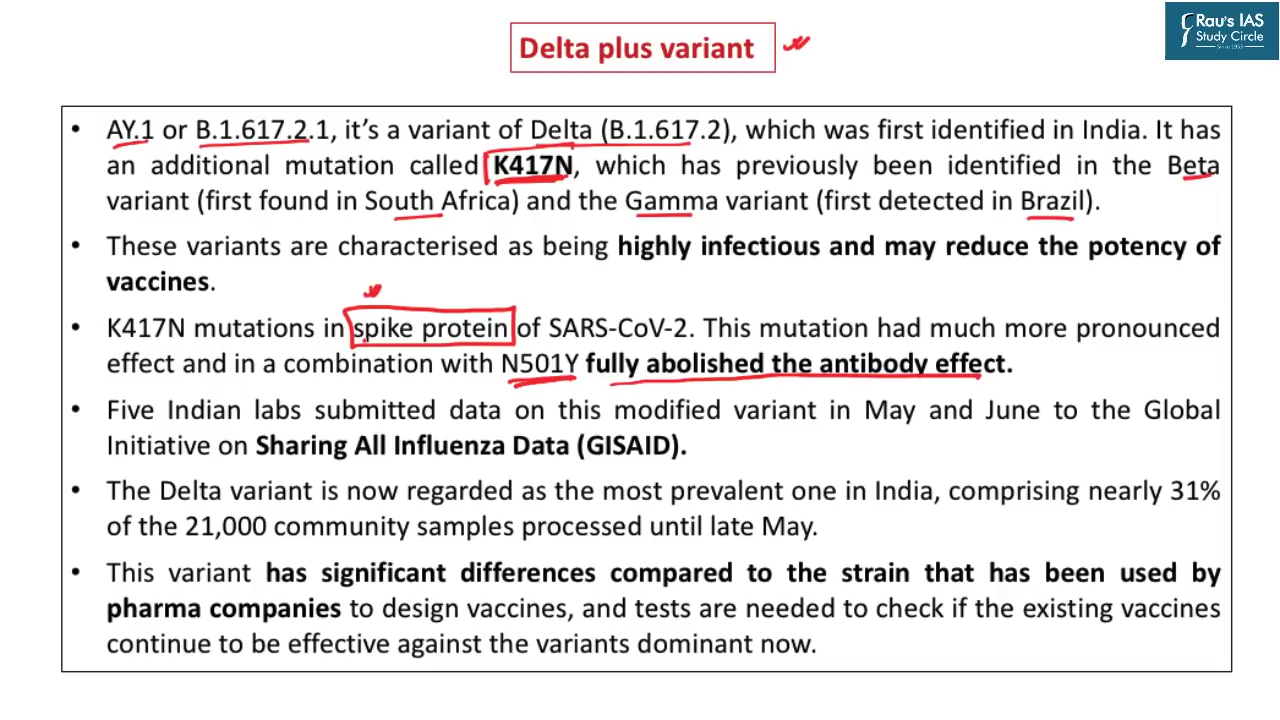 Rau's IAS
Study Circle
Since 1953
Delta plus variant
• AY.1 or B.1.617.2.1, it's a variant of Delta (B.1.617.2), which was first identified in India. It has
an additional mutation called K417N, which has previously been identified in the Beta
variant (first found in South Africa) and the Gamma variant (first detected in Brazil).
• These variants are characterised as being highly infectious and may reduce the potency of
vaccines.
• K417N mutations in spike protein of SARS-CoV-2. This mutation had much more pronounced
effect and in a combination with N501Y fully abolished the antibody effect.
• Five Indian labs submitted data on this modified variant in May and June to the Global
Initiative on Sharing All Influenza Data (GISAID).
• The Delta variant is now regarded as the most prevalent one in India, comprising nearly 31%
of the 21,000 community samples processed until late May.
• This variant has significant differences compared to the strain that has been used by
pharma companies to design vaccines, and tests are needed to check if the existing vaccines
continue to be effective against the variants dominant now.